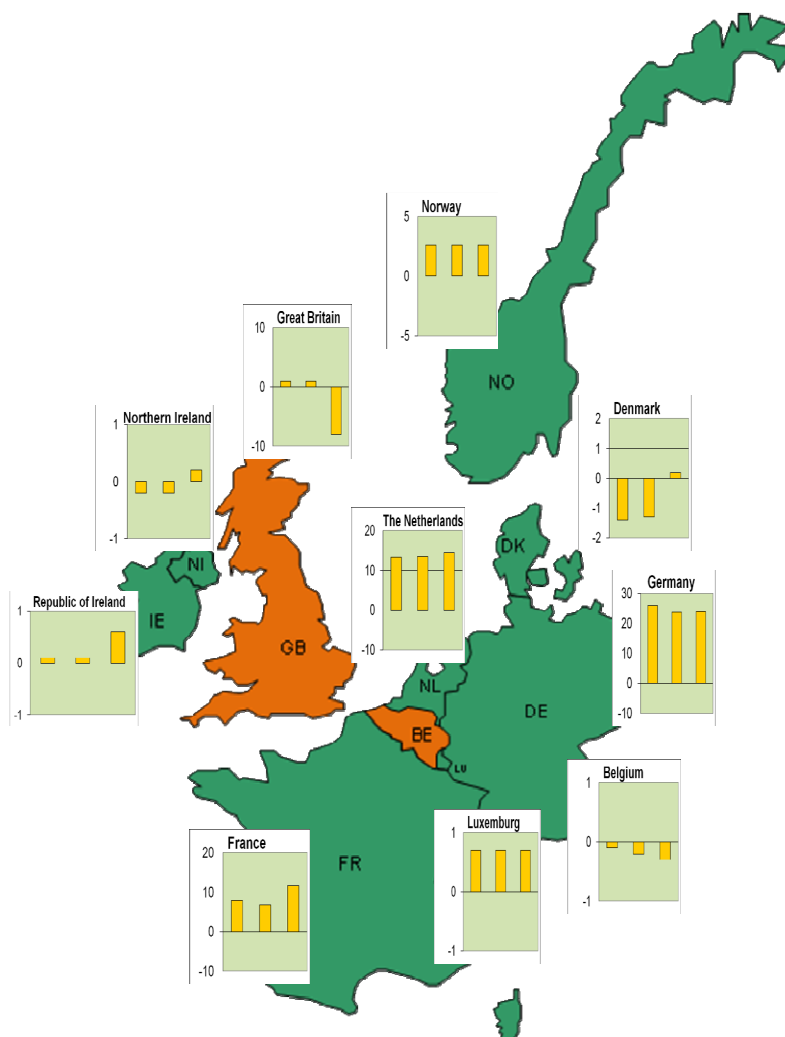 Norway
5
0
-5
NO
Great Britain
10
0
-10
Northern Ireland
1
0
-1
Denmark
2
1
0
-1
-2
The Netherlands
20
10
0
-10
DK
NI
IE
Republic of Ireland
1
0
-1
GB
Germany
30
20
10
0
-10
NL
DE
BE
LU
Belgium
1
0
-1
Luxemburg
1
0
-1
France
20
10
0
-10
FR